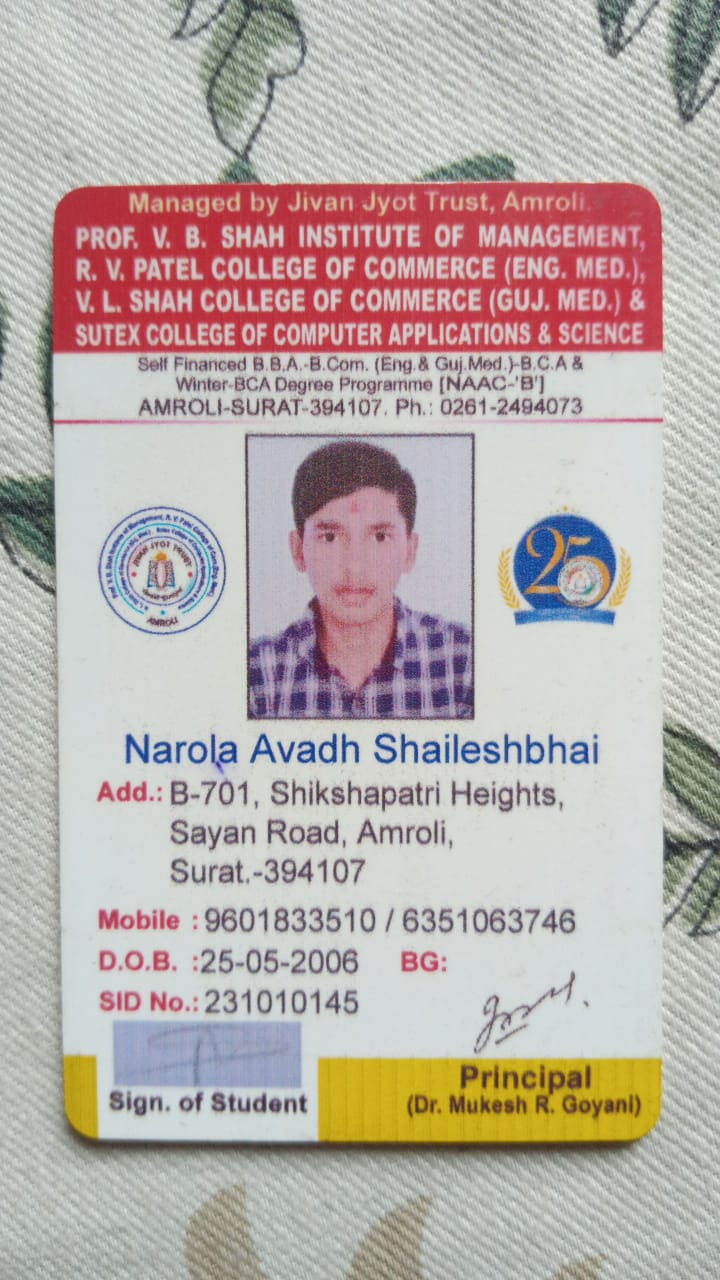 Managed by Jivan Jyot Trust, Amroli.
PROF. V. B. SHAH INSTITUTE OF MANAGEMENT,
R. V. PATEL COLLEGE OF COMMERCE (ENG. MED.),
V. L. SHAH COLLEGE OF COMMERCE (GUJ. MED.) &
SUTEX COLLEGE OF COMPUTER APPLICATIONS & SCIENCE
Self Financed B.B.A.-B.Com. (Eng.& Guj.Med.)-B.C.A &
Winter-BCA Degree Programme [NAAC-'B']
AMROLI-SURAT-394107. Ph.: 0261-2494073
JIVAN JYOT TRUST
AMROLI
25
Narola Avadh Shaileshbhai
Add.: B-701, Shikshapatri Heights,
Sayan Road, Amroli,
Surat.-394107
Mobile : 9601833510 / 6351063746
D.O.B. :25-05-2006 BG:
SID No.: 231010145
Sign. of Student
Principal
(Dr. Mukesh R. Goyani)